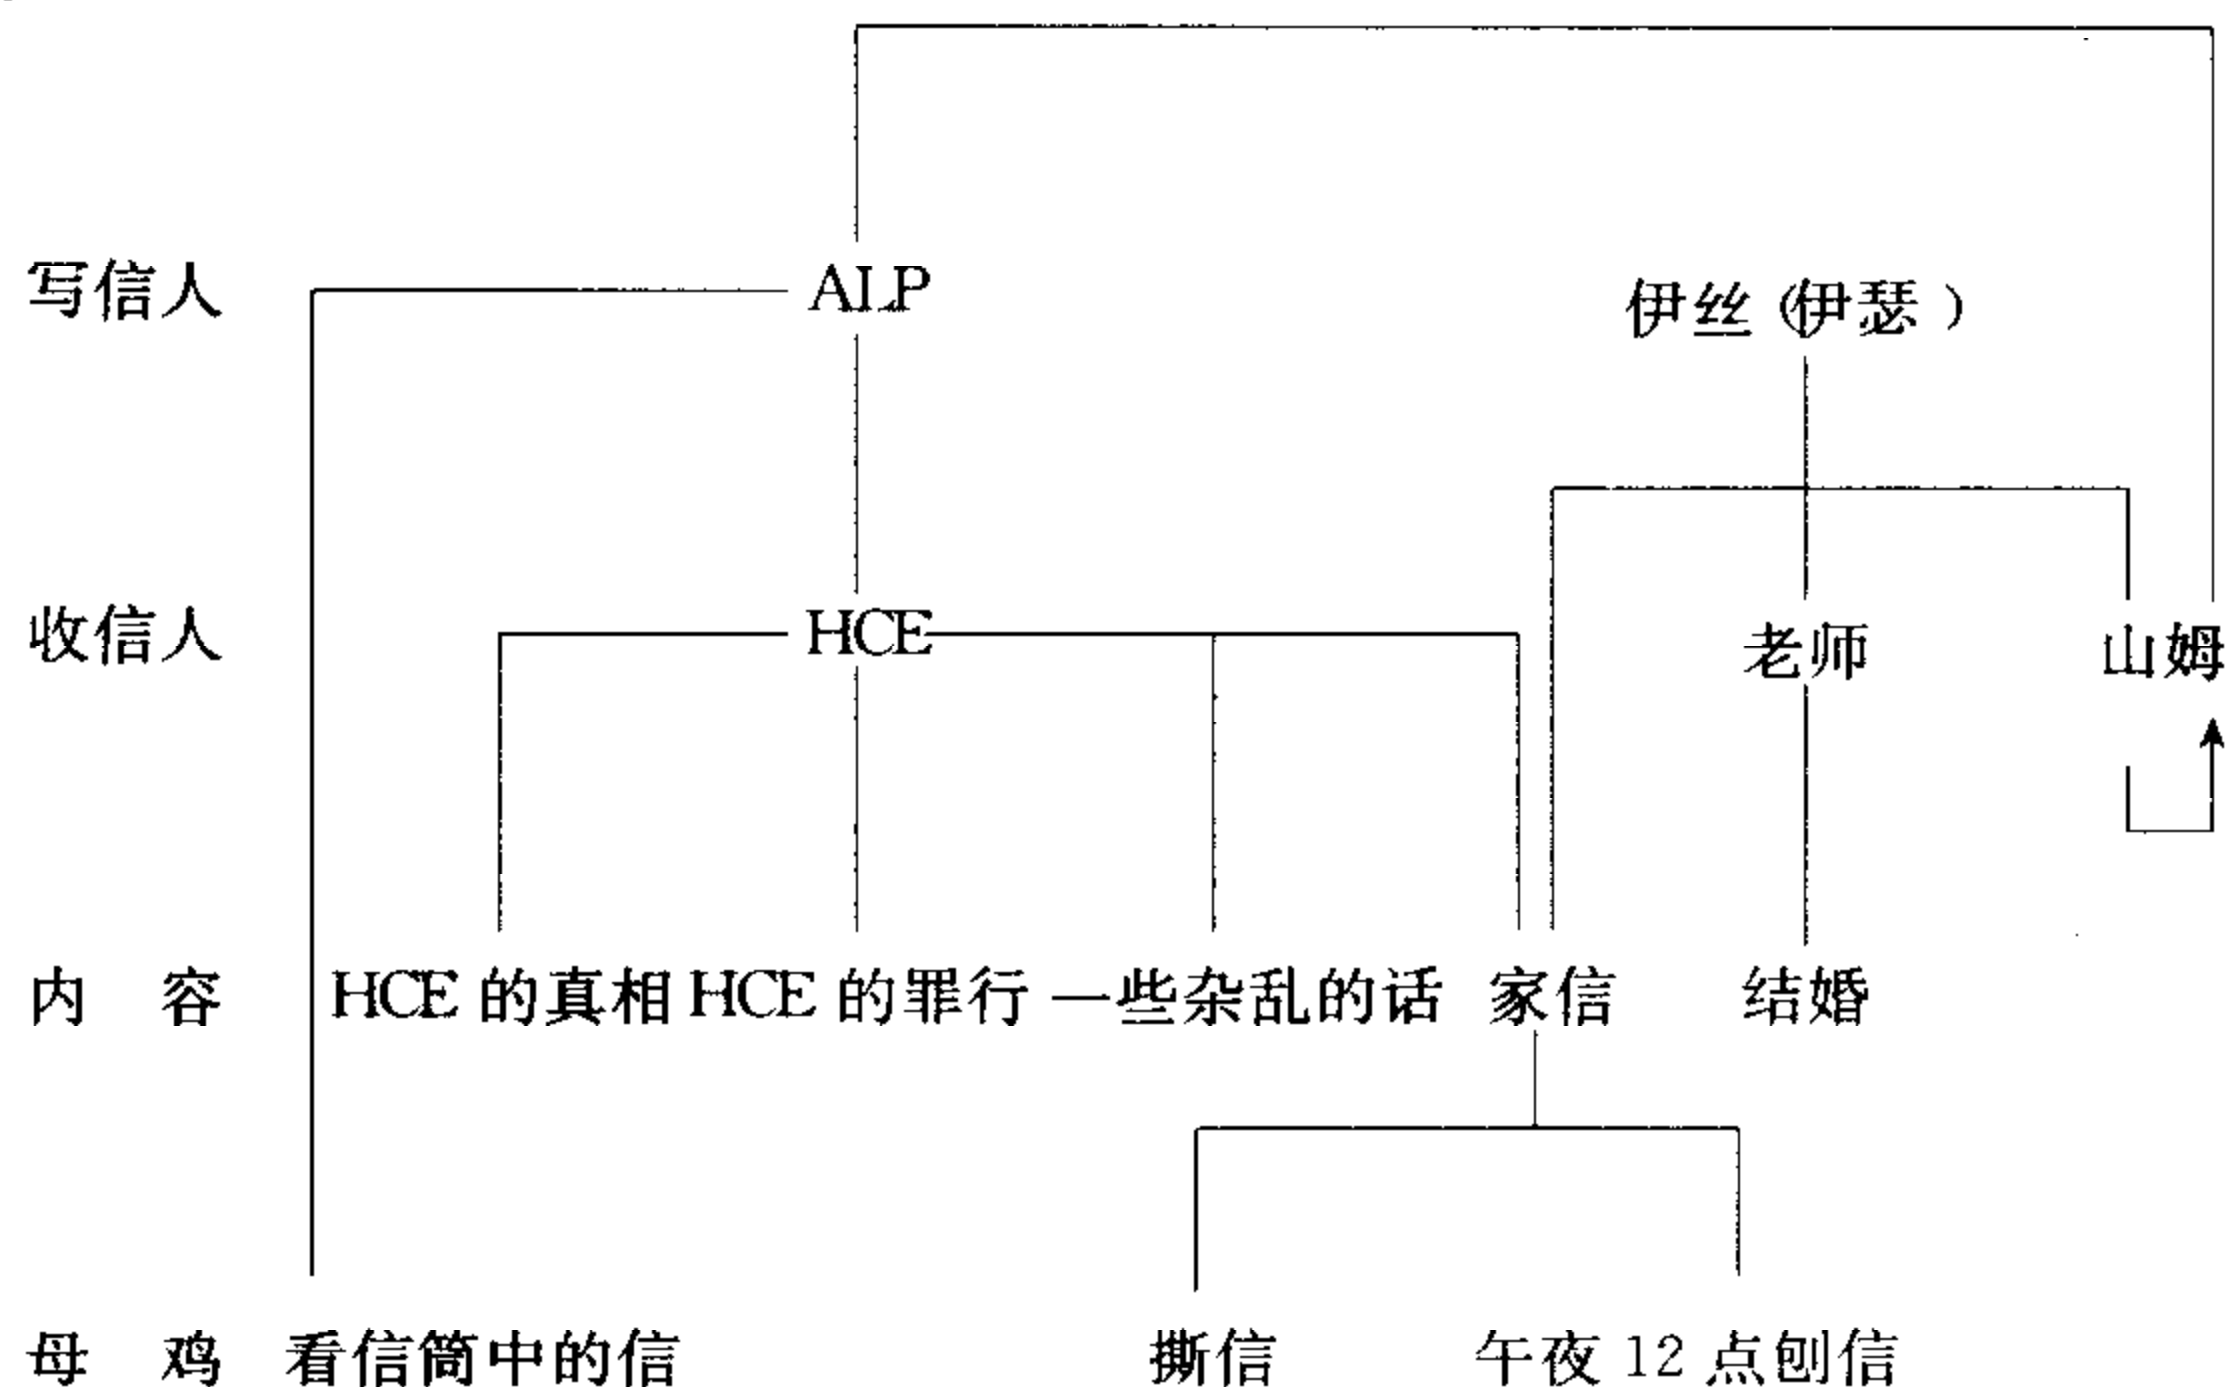 写信人 ALP 伊丝(伊瑟)
收信人 HCE 老师 山姆
内 容 HCE 的真相 HCE 的罪行 一些杂乱的话 家信 结婚
母 鸡 看信筒中的信 撕信 午夜 12 点刨信